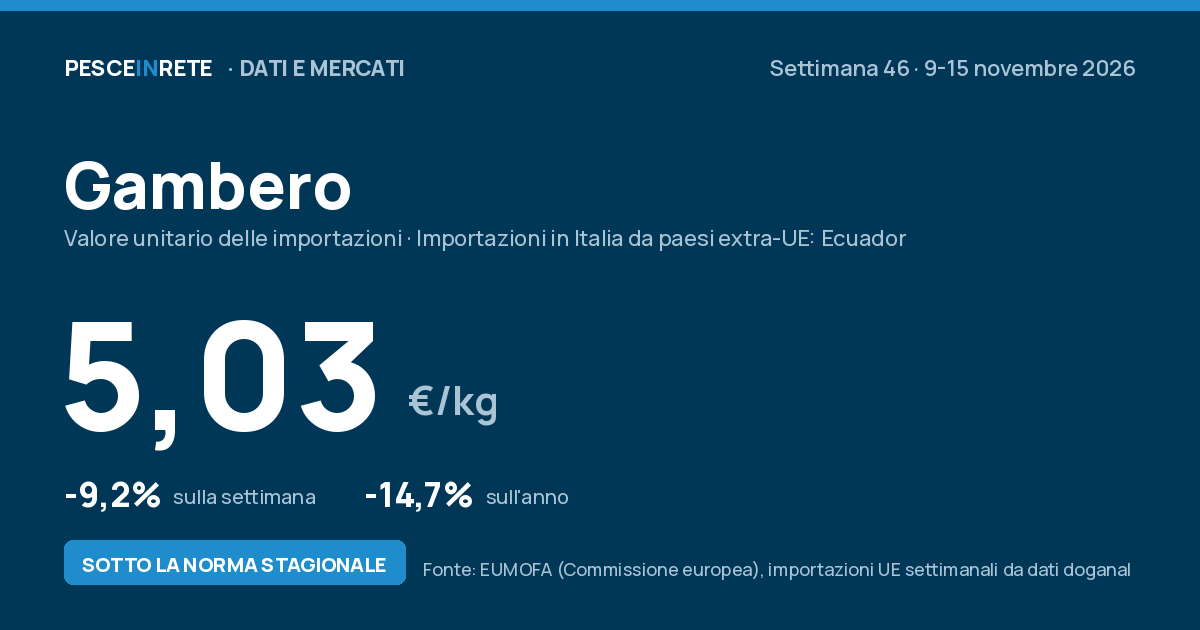 PESCEINRETE · DATI E MERCATI
Settimana 46 · 9-15 novembre 2026
Gambero
Valore unitario delle importazioni · Importazioni in Italia da paesi extra-UE: Ecuador
5,03 €/kg
-9,2% sulla settimana -14,7% sull'anno
SOTTO LA NORMA STAGIONALE
Fonte: EUMOFA (Commissione europea), importazioni UE settimanali da dati doganal